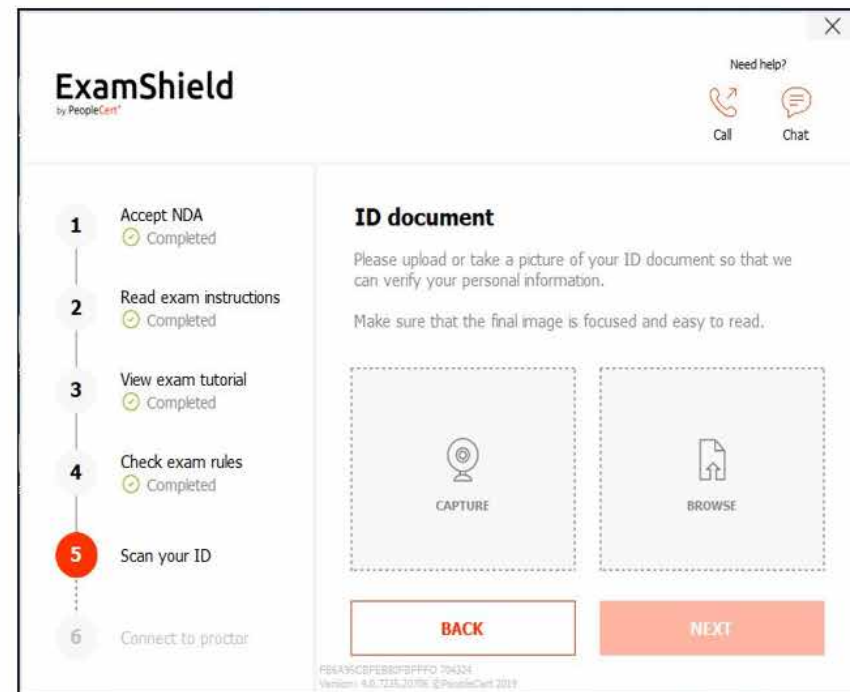 Need help?
ExamShield
by PeopleCert
Call
Chat
1
Accept NDA
Completed
2
Read exam instructions
Completed
3
View exam tutorial
Completed
4
Check exam rules
Completed
5
Scan your ID
6
Connect to proctor
ID document
Please upload or take a picture of your ID document so that we
can verify your personal information.
Make sure that the final image is focused and easy to read.
CAPTURE
BROWSE
BACK
NEXT
©PeopleCert 2019